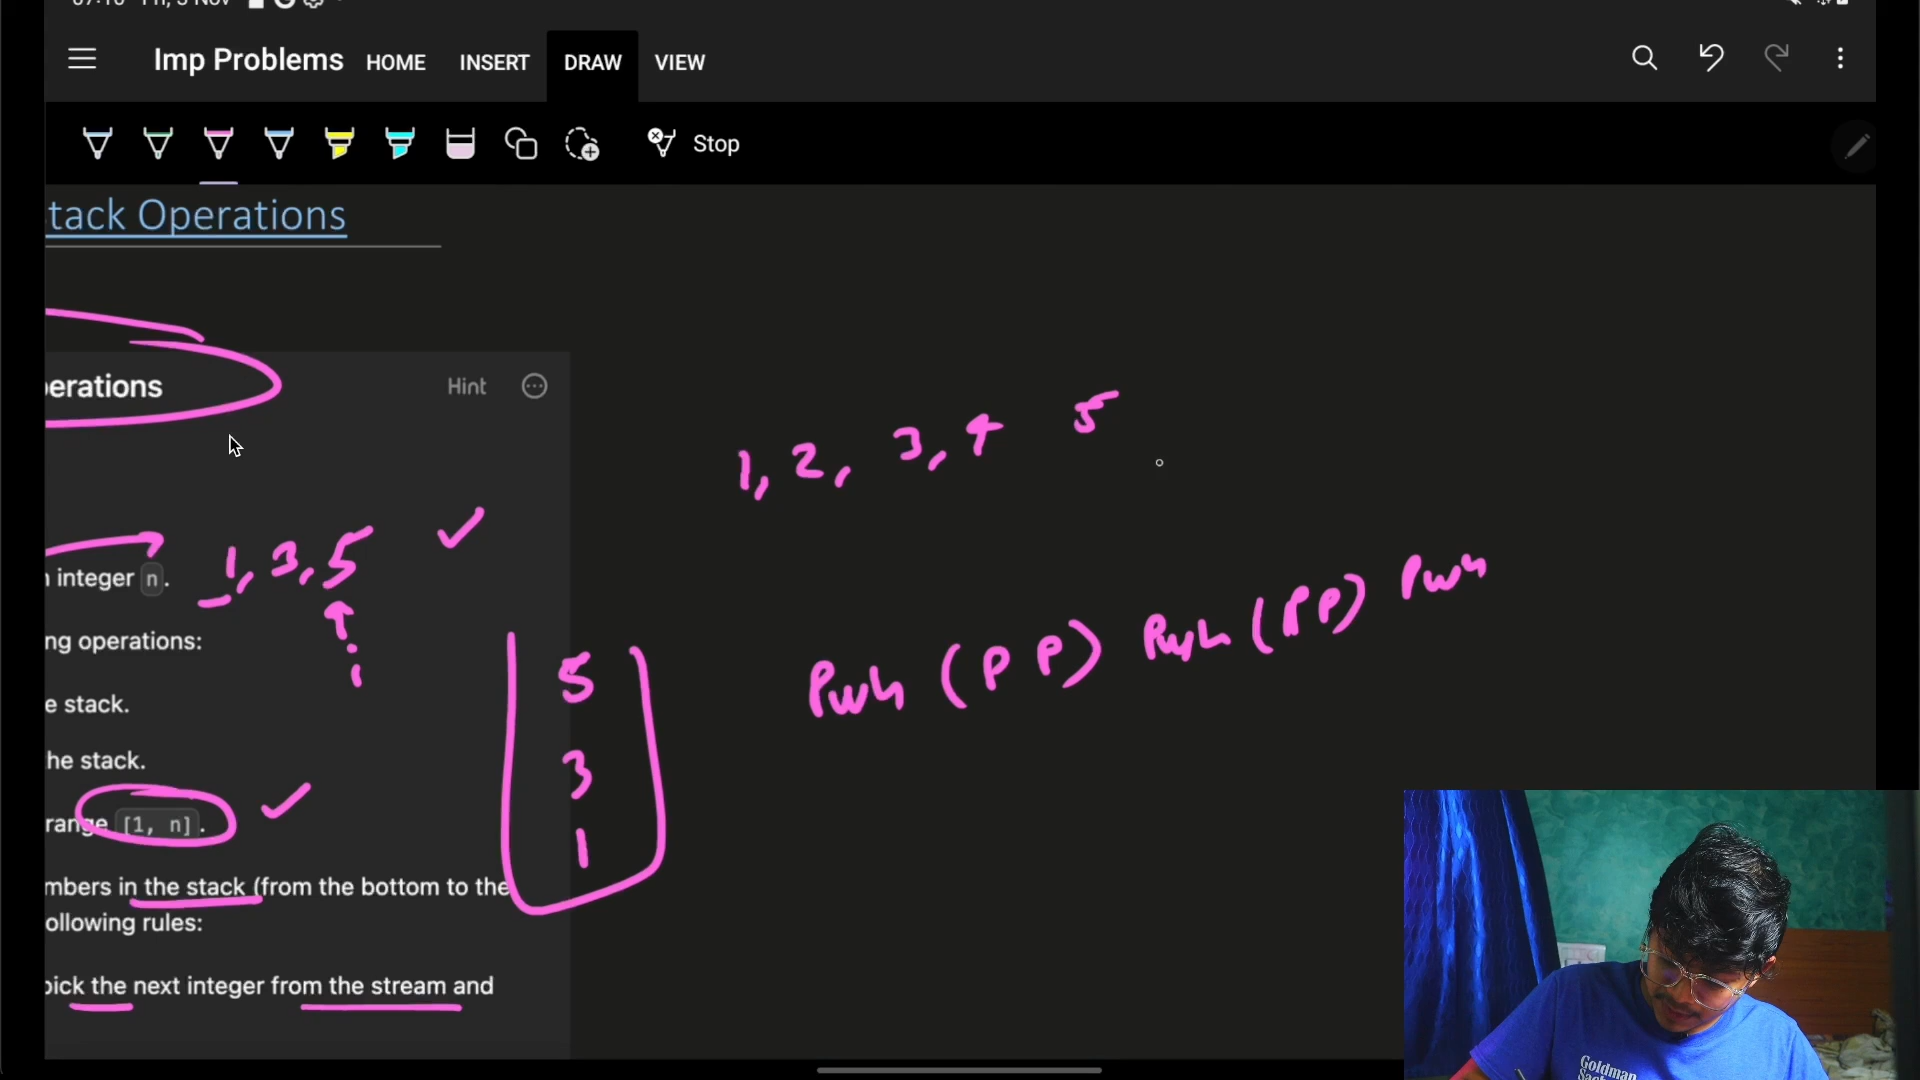 Imp Problems HOME INSERT DRAW VIEW
Stop
tack Operations
erations
Hint
1, 2, 3, 4 5
integer n.
1, 3, 5
ng operations:
Push (P P) Push (P P) Push
e stack.
he stack.
range [1, n].
5
3
1
mbers in the stack (from the bottom to the
ollowing rules:
pick the next integer from the stream and
Goldman